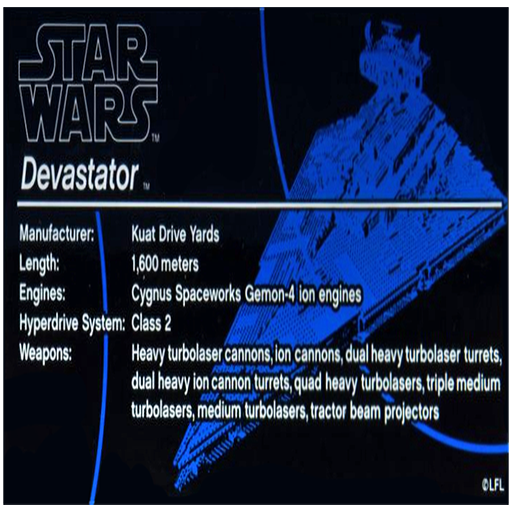 STAR
WARS™
Devastator™
Manufacturer: Kuat Drive Yards
Length: 1,600 meters
Engines: Cygnus Spaceworks Gemon-4 ion engines
Hyperdrive System: Class 2
Weapons: Heavy turbolaser cannons, ion cannons, dual heavy turbolaser turrets,
dual heavy ion cannon turrets, quad heavy turbolasers, triple medium
turbolasers, medium turbolasers, tractor beam projectors
©LFL